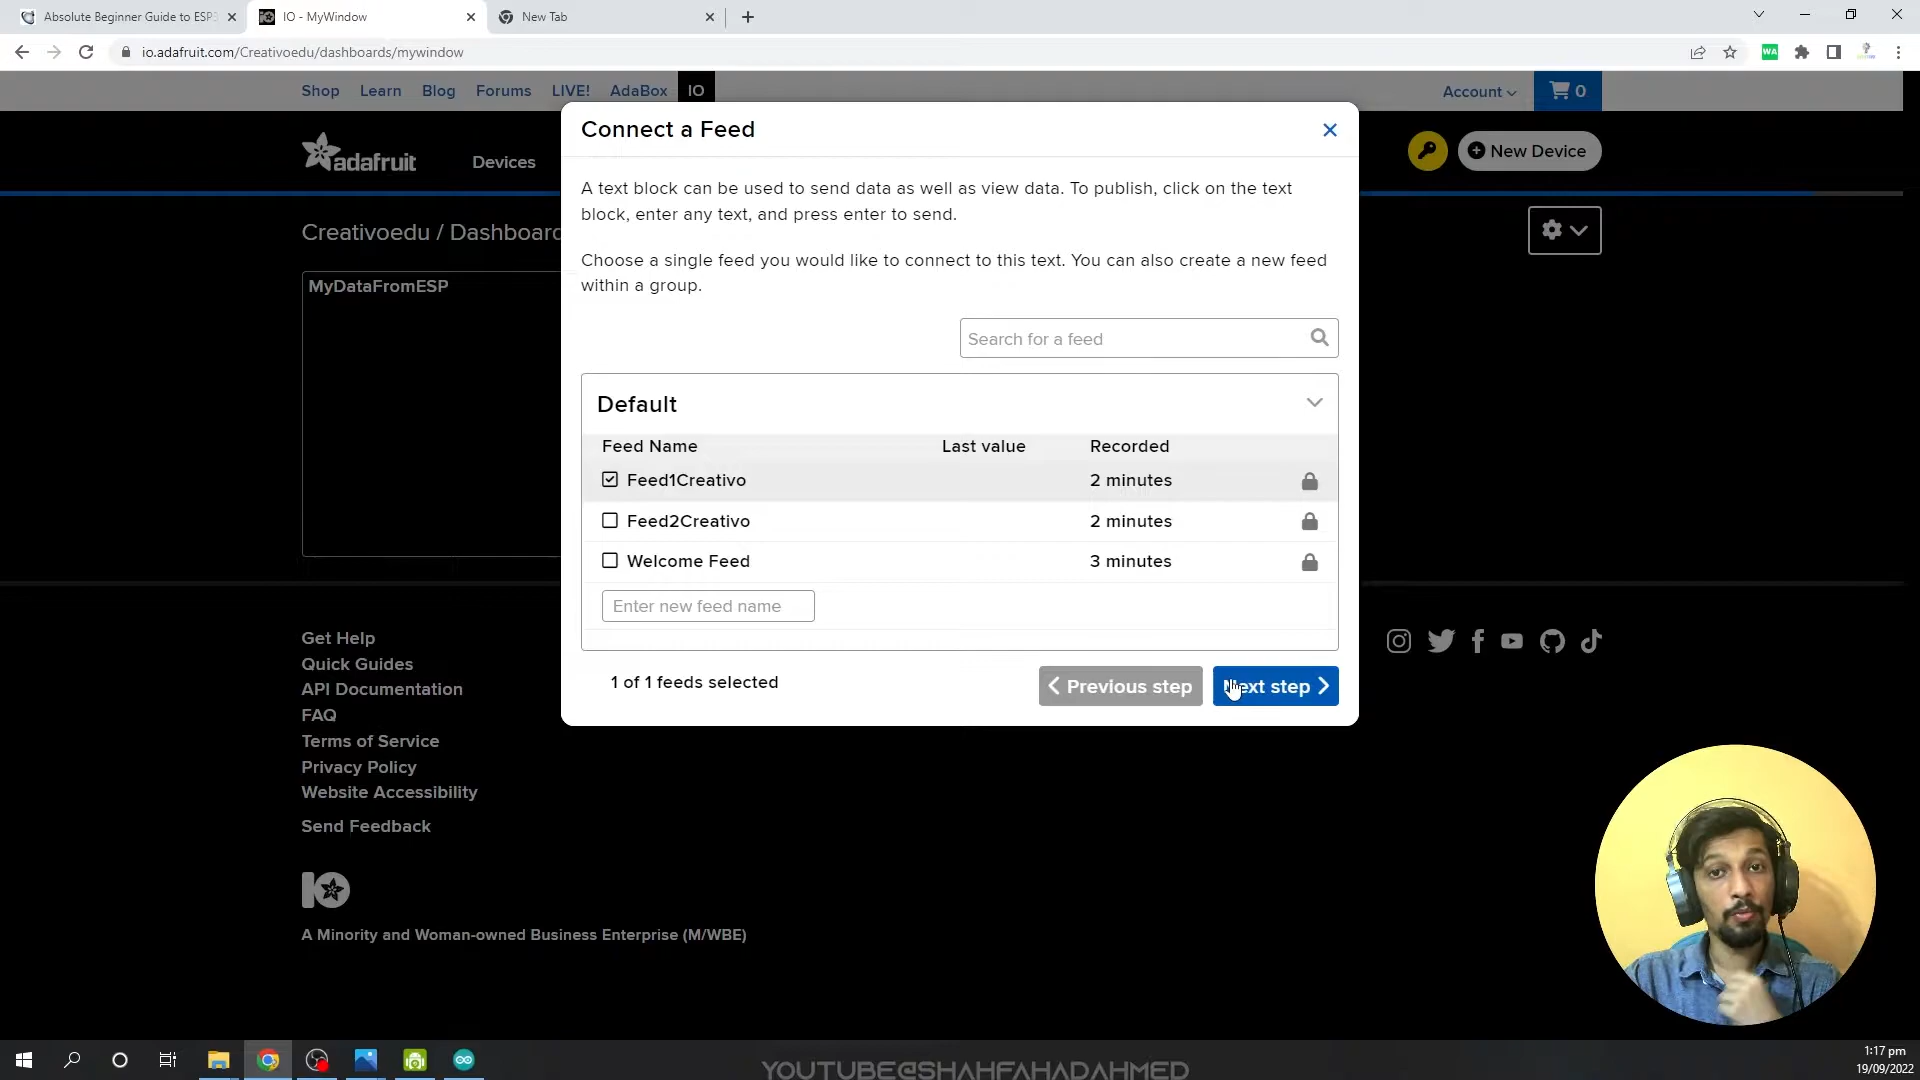 Absolute Beginner Guide to ESP3
IO - MyWindow
New Tab
io.adafruit.com/Creativoedu/dashboards/mywindow
WA
Shop Learn Blog Forums LIVE! AdaBox IO
Account
0
adafruit
Devices
New Device
Creativoedu / Dashboard
MyDataFromESP
Connect a Feed
A text block can be used to send data as well as view data. To publish, click on the text
block, enter any text, and press enter to send.
Choose a single feed you would like to connect to this text. You can also create a new feed
within a group.
Search for a feed
Default
Feed Name Last value Recorded
Feed1Creativo 2 minutes
Feed2Creativo 2 minutes
Welcome Feed 3 minutes
Enter new feed name
1 of 1 feeds selected
Previous step
Next step
Get Help
Quick Guides
API Documentation
FAQ
Terms of Service
Privacy Policy
Website Accessibility
Send Feedback
IO
A Minority and Woman-owned Business Enterprise (M/WBE)
YOUTUBE@SHAHFAHADAHMED
1:17 pm
19/09/2022